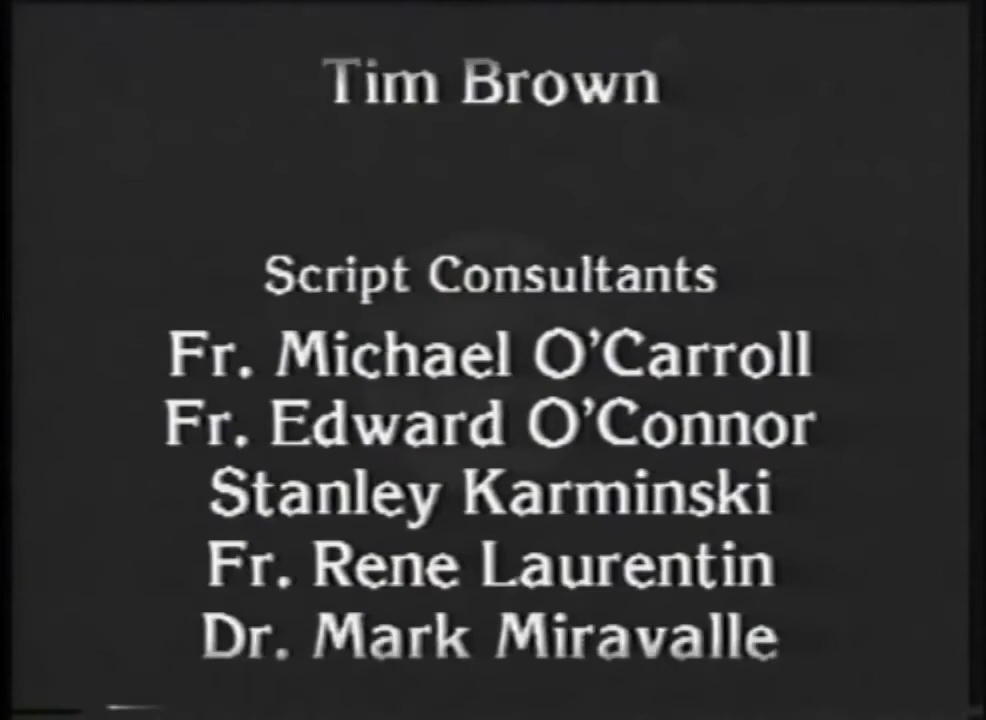 Tim Brown
Script Consultants
Fr. Michael O'Carroll
Fr. Edward O'Connor
Stanley Karminski
Fr. Rene Laurentin
Dr. Mark Miravalle